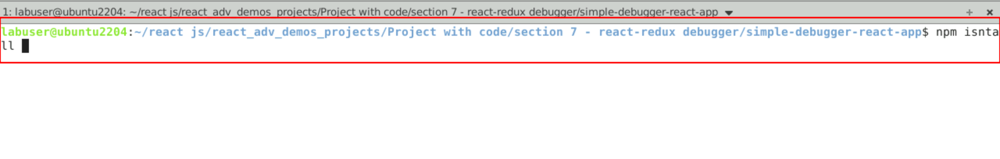 1: labuser@ubuntu2204: ~/react js/react_adv_demos_projects/Project with code/section 7 - react-redux debugger/simple-debugger-react-app
labuser@ubuntu2204:~/react js/react_adv_demos_projects/Project with code/section 7 - react-redux debugger/simple-debugger-react-app$ npm isnta
ll